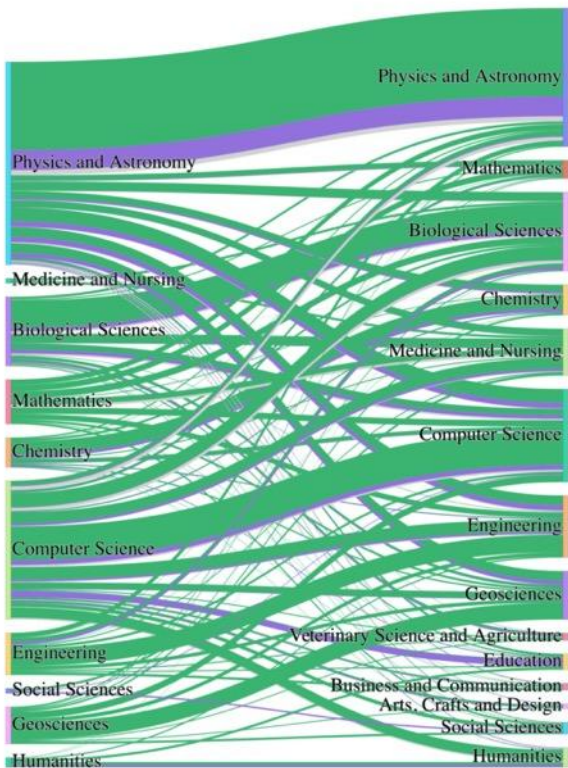 Physics and Astronomy
Medicine and Nursing
Biological Sciences
Mathematics
Chemistry
Computer Science
Engineering
Social Sciences
Geosciences
Humanities
Physics and Astronomy
Mathematics
Biological Sciences
Chemistry
Medicine and Nursing
Computer Science
Engineering
Geosciences
Veterinary Science and Agriculture
Education
Business and Communication
Arts, Crafts and Design
Social Sciences
Humanities